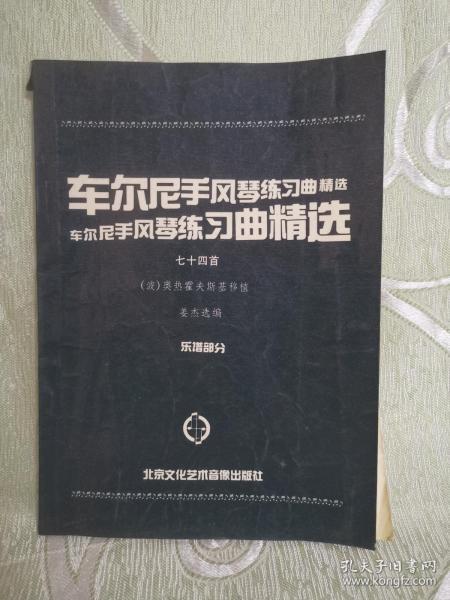 车尔尼手风琴练习曲精选
车尔尼手风琴练习曲精选
七十四首
(波)奥热霍夫斯基移植
姜杰选编
乐谱部分
北京文化艺术音像出版社
孔夫子旧书网
www.kongfz.com